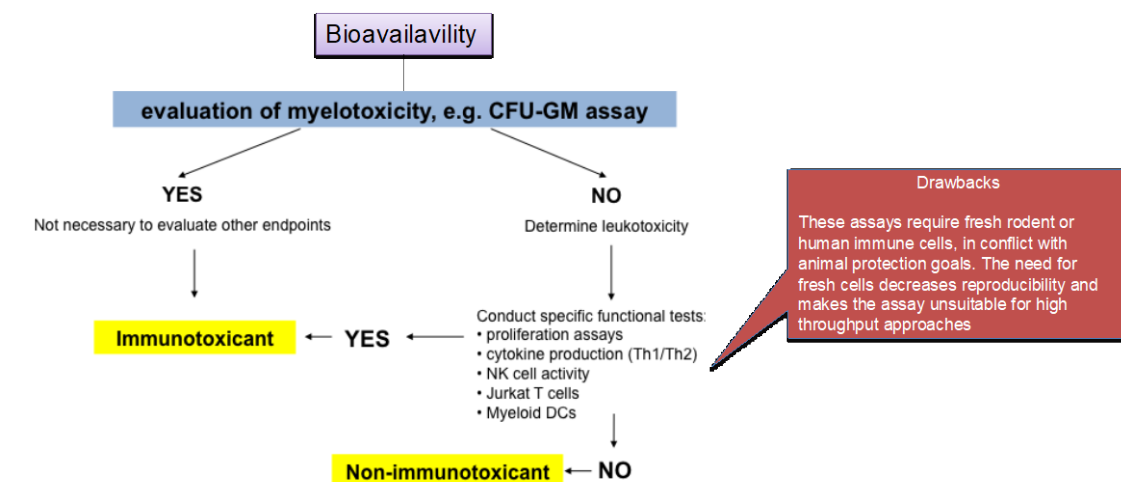 Bioavailavility
evaluation of myelotoxicity, e.g. CFU-GM assay
YES
Not necessary to evaluate other endpoints
NO
Determine leukotoxicity
Drawbacks
These assays require fresh rodent or
human immune cells, in conflict with
animal protection goals. The need for
fresh cells decreases reproducibility and
makes the assay unsuitable for high
throughput approaches
Conduct specific functional tests:
• proliferation assays
• cytokine production (Th1/Th2)
• NK cell activity
• Jurkat T cells
• Myeloid DCs
YES
Immunotoxicant
NO
Non-immunotoxicant